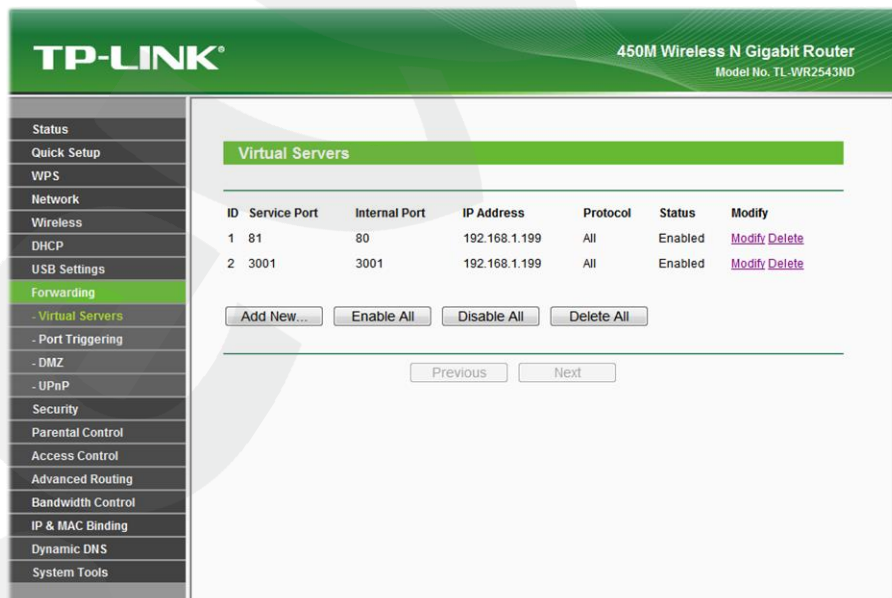 TP-LINK®
450M Wireless N Gigabit Router
Model No. TL-WR2543ND
Status
Quick Setup
WPS
Network
Wireless
DHCP
USB Settings
Forwarding
- Virtual Servers
- Port Triggering
- DMZ
- UPnP
Security
Parental Control
Access Control
Advanced Routing
Bandwidth Control
IP & MAC Binding
Dynamic DNS
System Tools
Virtual Servers
ID Service Port Internal Port IP Address Protocol Status Modify
1 81 80 192.168.1.199 All Enabled Modify Delete
2 3001 3001 192.168.1.199 All Enabled Modify Delete
Add New... Enable All Disable All Delete All
Previous Next